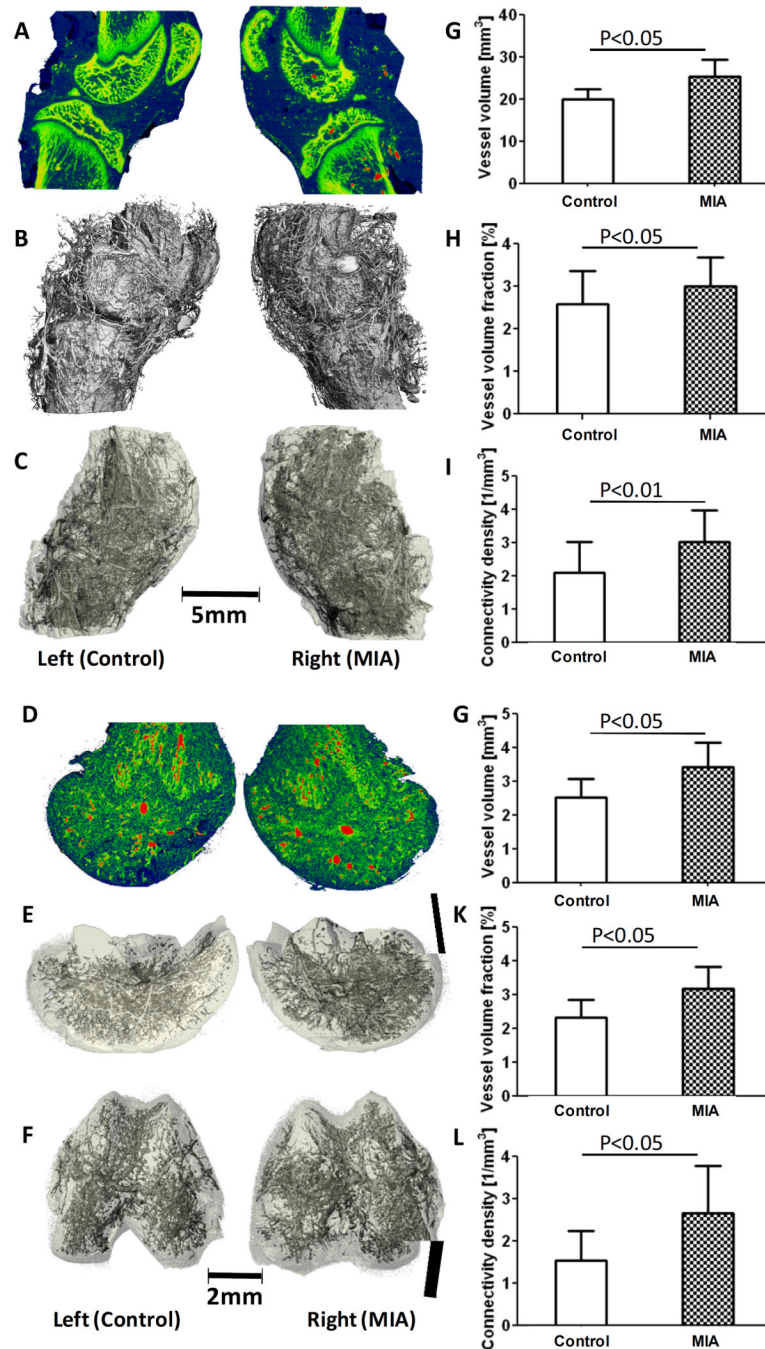 A
B
C
5mm
Left (Control)
Right (MIA)
G
Vessel volume [mm³]
40
30
20
10
0
P<0.05
Control
MIA
H
Vessel volume fraction [%]
4
3
2
1
0
P<0.05
Control
MIA
I
Connectivity density [1/mm³]
5
4
3
2
1
0
P<0.01
Control
MIA
D
E
F
2mm
Left (Control)
Right (MIA)
G
Vessel volume [mm³]
5
4
3
2
1
0
P<0.05
Control
MIA
K
Vessel volume fraction [%]
5
4
3
2
1
0
P<0.05
Control
MIA
L
Connectivity density [1/mm³]
4
3
2
1
0
P<0.05
Control
MIA